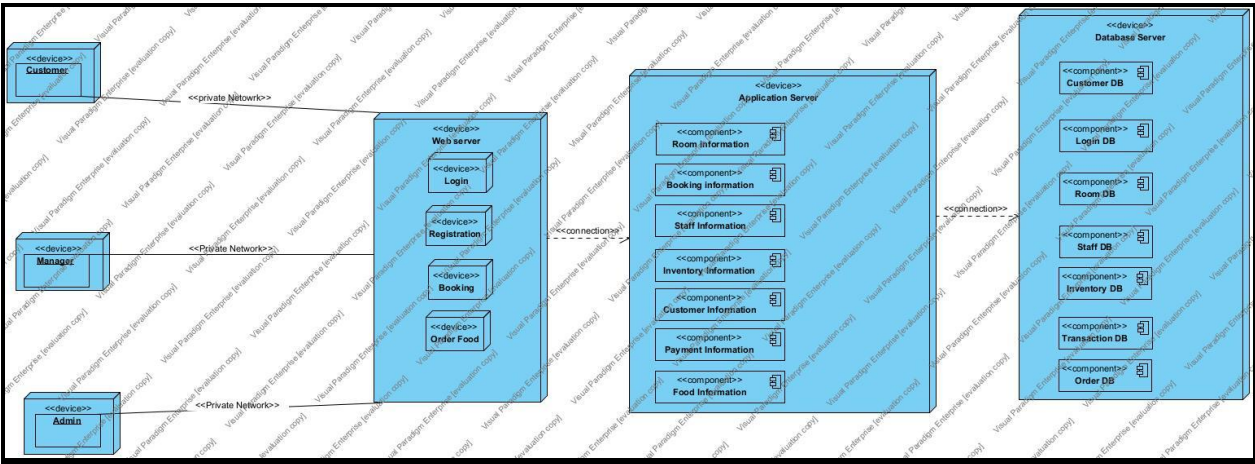 <<device>>
Customer
<<private Netowrk>>
<<device>>
Manager
<<Private Network>>
<<device>>
Admin
<<Private Network>>
<<device>>
Web server
<<device>>
Login
<<device>>
Registration
<<device>>
Booking
<<device>>
Order Food
<<connection>>
<<device>>
Application Server
<<component>>
Room Information
<<component>>
Booking information
<<component>>
Staff Information
<<component>>
Inventory Information
<<component>>
Customer Information
<<component>>
Payment Information
<<component>>
Food Information
<<connection>>
<<device>>
Database Server
<<component>>
Customer DB
<<component>>
Login DB
<<component>>
Room DB
<<component>>
Staff DB
<<component>>
Inventory DB
<<component>>
Transaction DB
<<component>>
Order DB
Visual Paradigm Enterprise [evaluation copy]